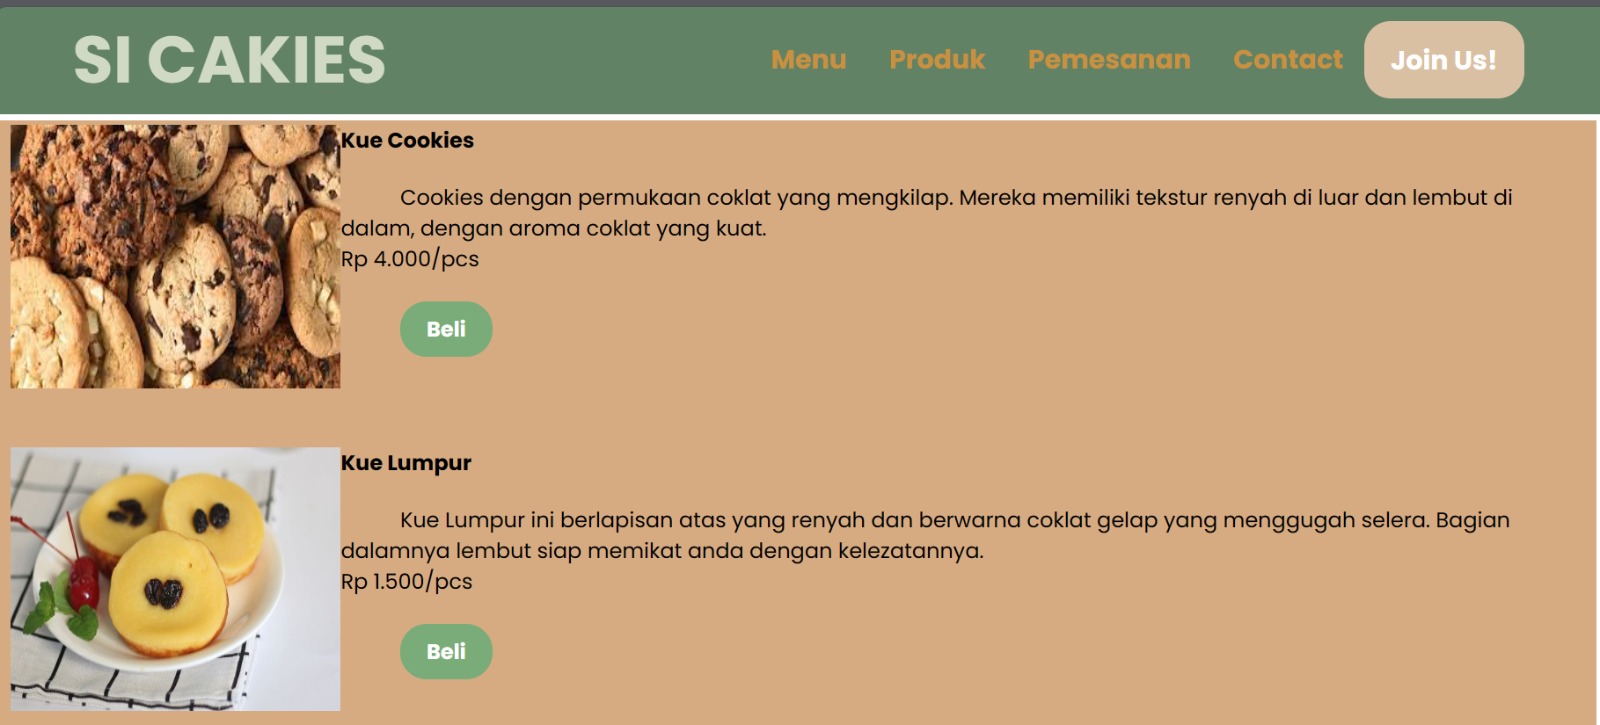 SI CAKIES
Menu
Produk
Pemesanan
Contact
Join Us!
Kue Cookies
Cookies dengan permukaan coklat yang mengkilap. Mereka memiliki tekstur renyah di luar dan lembut di
dalam, dengan aroma coklat yang kuat.
Rp 4.000/pcs
Beli
Kue Lumpur
Kue Lumpur ini berlapisan atas yang renyah dan berwarna coklat gelap yang menggugah selera. Bagian
dalamnya lembut siap memikat anda dengan kelezatannya.
Rp 1.500/pcs
Beli